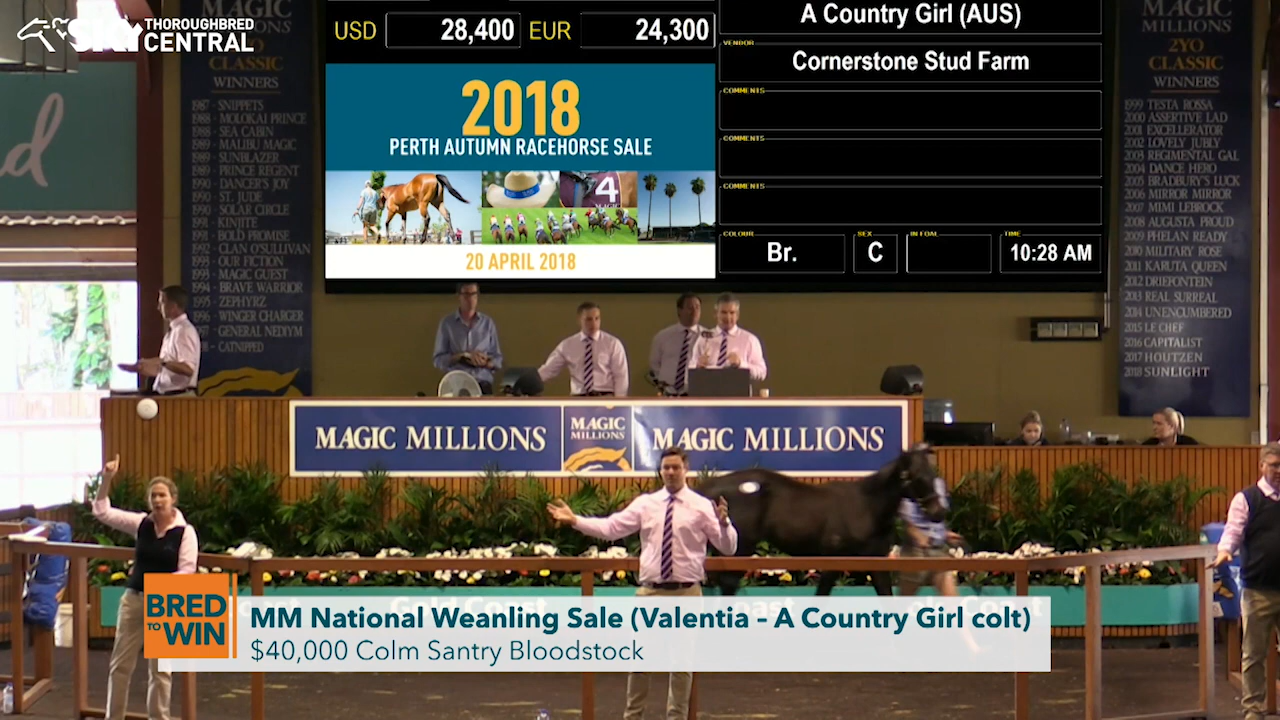 SKY
THOROUGHBRED
CENTRAL
USD 28,400 EUR 24,300
2018
PERTH AUTUMN RACEHORSE SALE
4
20 APRIL 2018
A Country Girl (AUS)
VENDOR
Cornerstone Stud Farm
COMMENTS
COMMENTS
COMMENTS
COLOUR
Br.
SEX
C
IN FOAL
TIME
10:28 AM
MAGIC
MILLIONS
2YO
CLASSIC
WINNERS
1987 - SNIPPETS
1988 - MOLOKAI PRINCE
1988 - SEA CABIN
1989 - MALIBU MAGIC
1989 - SUNBLAZER
1989 - PRINCE REGENT
1990 - DANCER'S JOY
1990 - ST. JUDE
1990 - SOLAR CIRCLE
1991 - KINJITE
1991 - BOLD PROMISE
1992 - CLAN O'SULLIVAN
1993 - OUR FICTION
1993 - MAGIC GUEST
1994 - BRAVE WARRIOR
1995 - ZEPHYRZ
1996 - WINGER CHARGER
GENERAL NEDIYM
CATNIPPED
MAGIC
MILLIONS
2YO
CLASSIC
WINNERS
1999 TESTA ROSSA
2000 ASSERTIVE LAD
2001 EXCELLERATOR
2002 LOVELY JUBLY
2003 REGIMENTAL GAL
2004 DANCE HERO
2005 BRADBURY'S LUCK
2006 MIRROR MIRROR
2007 MIMI LEBROCK
2008 AUGUSTA PROUD
2009 PHELAN READY
2010 MILITARY ROSE
2011 KARUTA QUEEN
2012 DRIEFONTEIN
2013 REAL SURREAL
2014 UNENCUMBERED
2015 LE CHEF
2016 CAPITALIST
2017 HOUTZEN
2018 SUNLIGHT
MAGIC MILLIONS
MAGIC
MILLIONS
MAGIC MILLIONS
BRED
TO
WIN
MM National Weanling Sale (Valentia - A Country Girl colt)
$40,000 Colm Santry Bloodstock